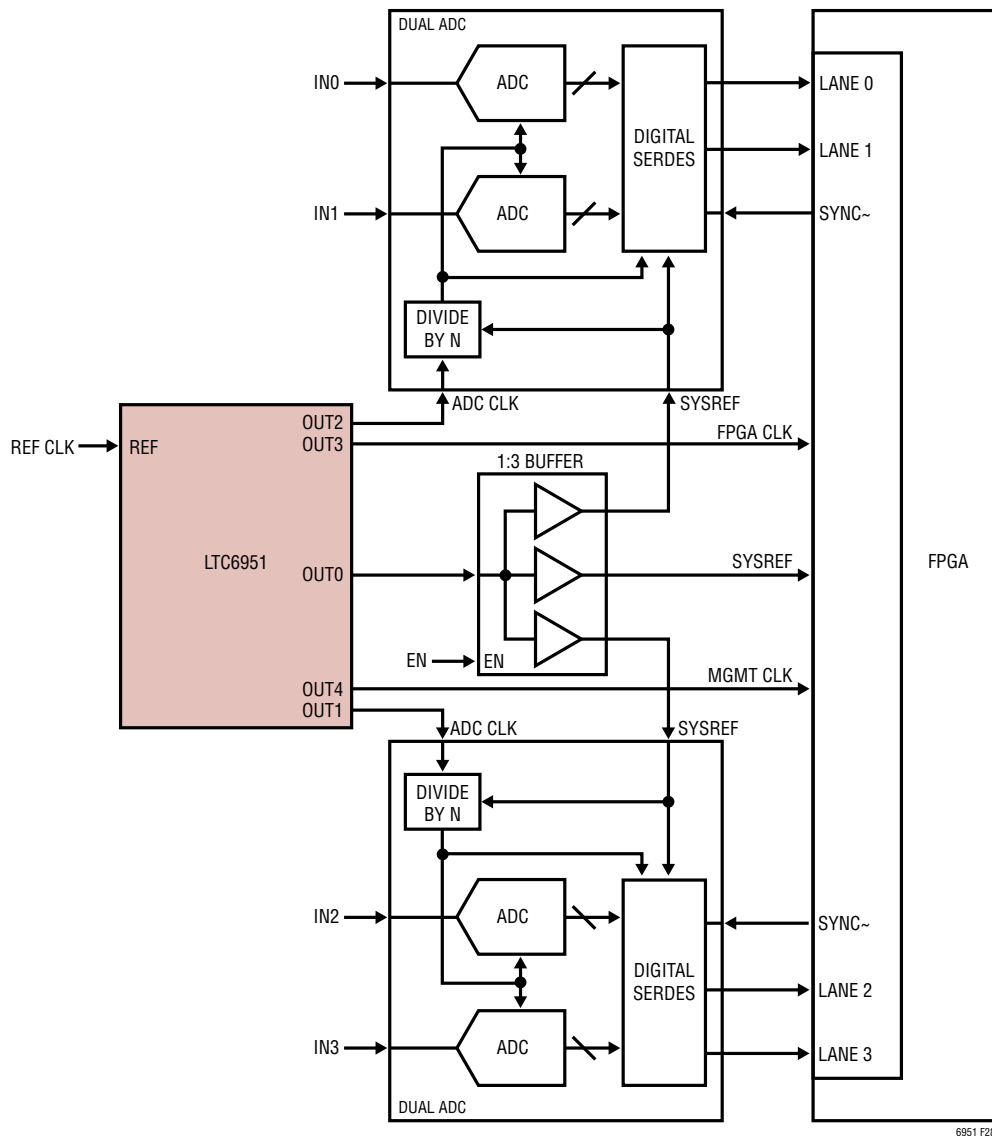 DUAL ADC
IN0
ADC
LANE 0
DIGITAL
SERDES
LANE 1
IN1
ADC
SYNC~
DIVIDE
BY N
ADC CLK
SYSREF
OUT2
REF CLK
REF
OUT3
FPGA CLK
1:3 BUFFER
LTC6951
OUT0
SYSREF
FPGA
EN
EN
OUT4
MGMT CLK
OUT1
ADC CLK
SYSREF
DIVIDE
BY N
IN2
ADC
SYNC~
DIGITAL
SERDES
LANE 2
IN3
ADC
LANE 3
DUAL ADC